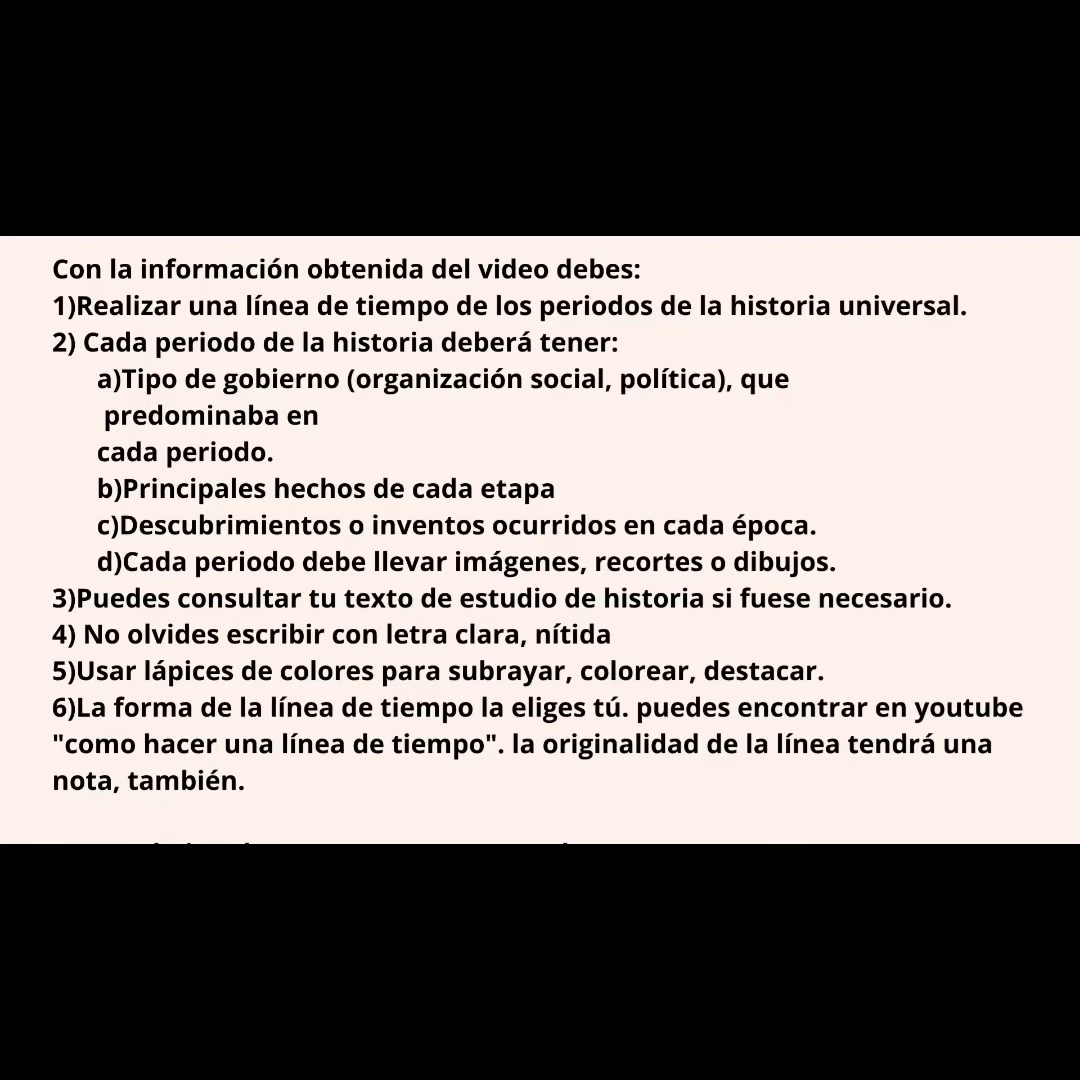 Con la información obtenida del video debes:
1)Realizar una línea de tiempo de los periodos de la historia universal.
2) Cada periodo de la historia deberá tener:
a)Tipo de gobierno (organización social, política), que
predominaba en
cada periodo.
b)Principales hechos de cada etapa
c)Descubrimientos o inventos ocurridos en cada época.
d)Cada periodo debe llevar imágenes, recortes o dibujos.
3)Puedes consultar tu texto de estudio de historia si fuese necesario.
4) No olvides escribir con letra clara, nítida
5)Usar lápices de colores para subrayar, colorear, destacar.
6)La forma de la línea de tiempo la eliges tú. puedes encontrar en youtube
"como hacer una línea de tiempo". la originalidad de la línea tendrá una
nota, también.